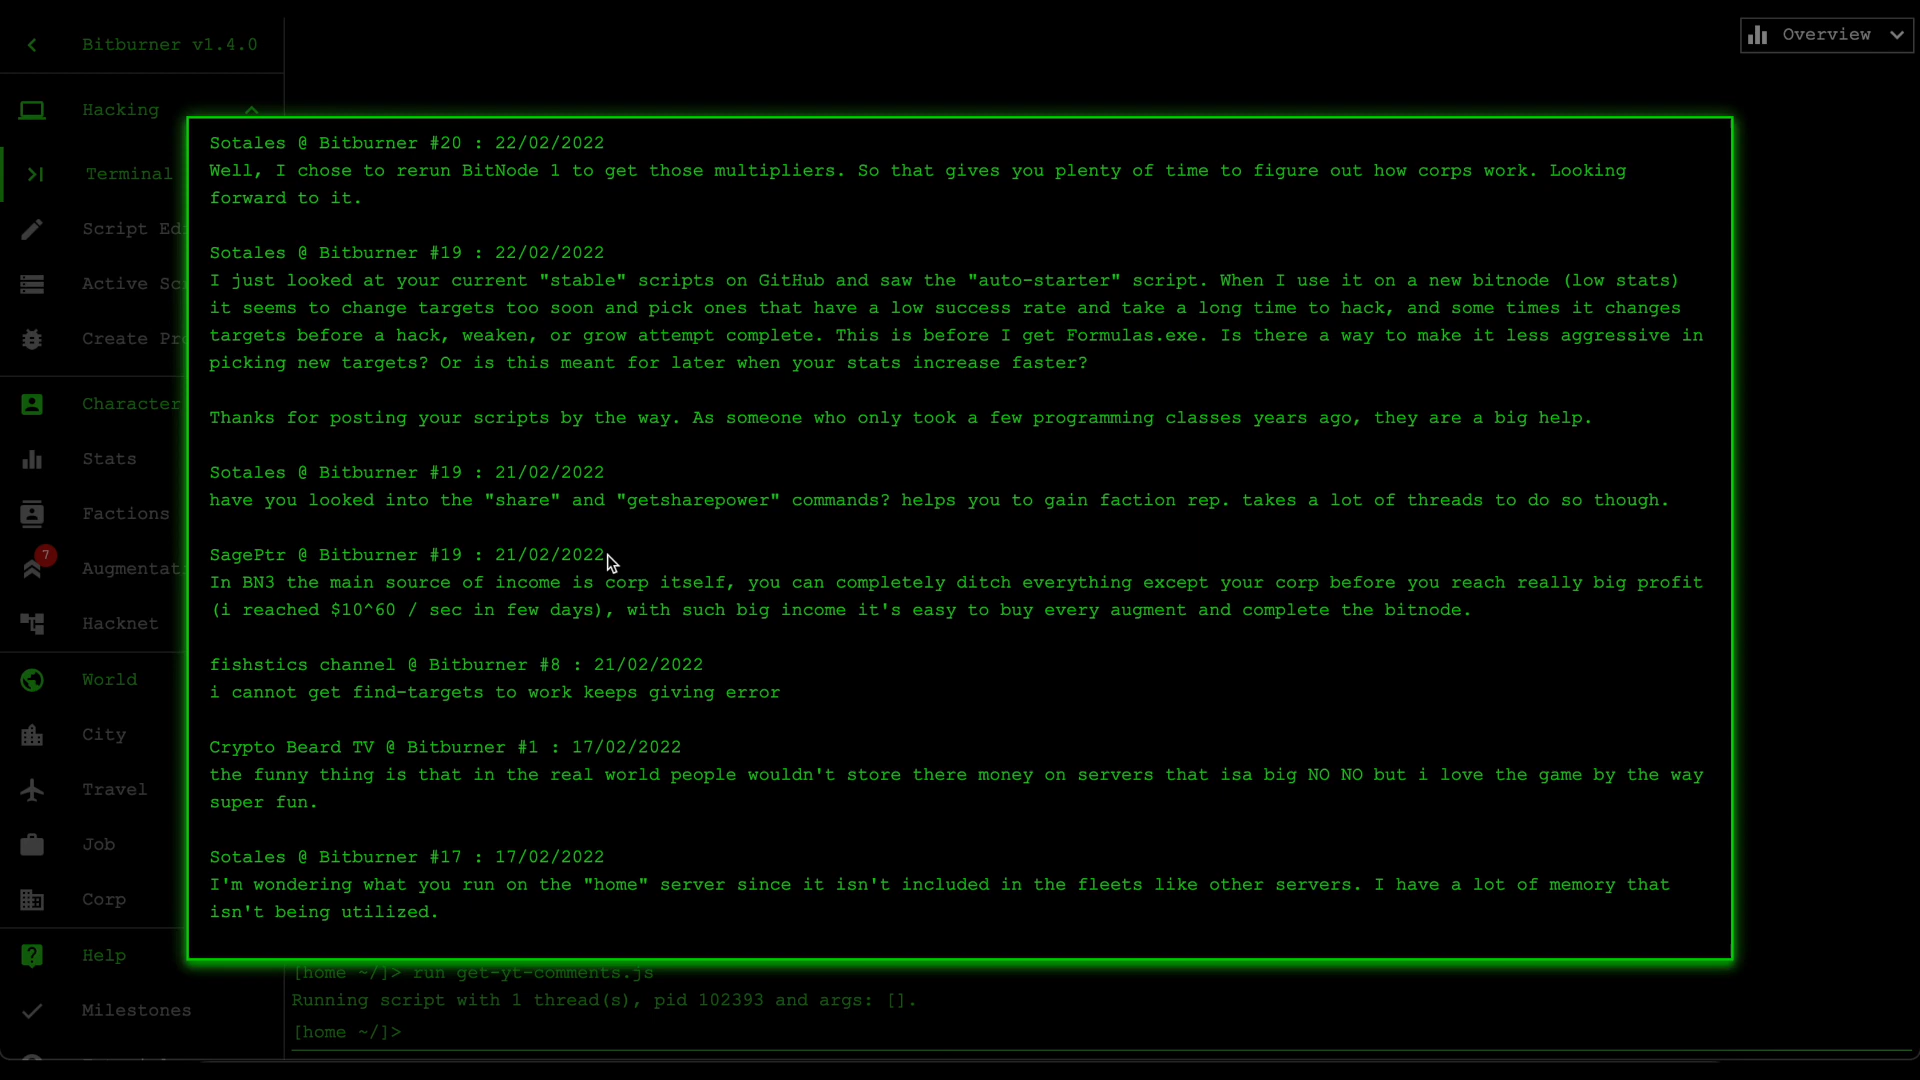 Bitburner v1.4.0
Overview
Hacking
Terminal
Script Ed
Active Sc
Create Pr
Character
Stats
Factions
7
Augmentat
Hacknet
World
City
Travel
Job
Corp
Help
Milestones
Sotales @ Bitburner #20 : 22/02/2022
Well, I chose to rerun BitNode 1 to get those multipliers. So that gives you plenty of time to figure out how corps work. Looking
forward to it.
Sotales @ Bitburner #19 : 22/02/2022
I just looked at your current "stable" scripts on GitHub and saw the "auto-starter" script. When I use it on a new bitnode (low stats)
it seems to change targets too soon and pick ones that have a low success rate and take a long time to hack, and some times it changes
targets before a hack, weaken, or grow attempt complete. This is before I get Formulas.exe. Is there a way to make it less aggressive in
picking new targets? Or is this meant for later when your stats increase faster?
Thanks for posting your scripts by the way. As someone who only took a few programming classes years ago, they are a big help.
Sotales @ Bitburner #19 : 21/02/2022
have you looked into the "share" and "getsharepower" commands? helps you to gain faction rep. takes a lot of threads to do so though.
SagePtr @ Bitburner #19 : 21/02/2022
In BN3 the main source of income is corp itself, you can completely ditch everything except your corp before you reach really big profit
(i reached $10^60 / sec in few days), with such big income it's easy to buy every augment and complete the bitnode.
fishstics channel @ Bitburner #8 : 21/02/2022
i cannot get find-targets to work keeps giving error
Crypto Beard TV @ Bitburner #1 : 17/02/2022
the funny thing is that in the real world people wouldn't store there money on servers that isa big NO NO but i love the game by the way
super fun.
Sotales @ Bitburner #17 : 17/02/2022
I'm wondering what you run on the "home" server since it isn't included in the fleets like other servers. I have a lot of memory that
isn't being utilized.
[home ~/]> run get-yt-comments.js
Running script with 1 thread(s), pid 102393 and args: [].
[home ~/]>